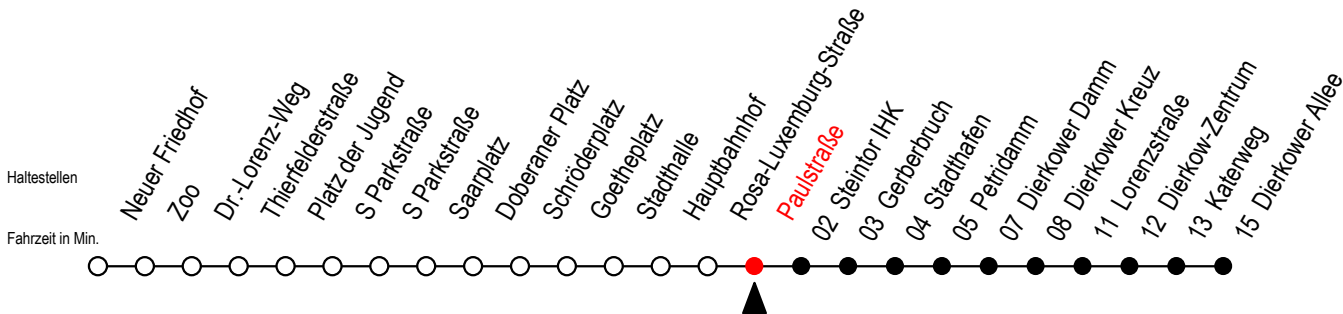 Haltestellen
Fahrzeit in Min.
Neuer Friedhof
Zoo
Dr.-Lorenz-Weg
Thierfelderstraße
Platz der Jugend
S Parkstraße
S Parkstraße
Saarplatz
Doberaner Platz
Schröderplatz
Goetheplatz
Stadthalle
Hauptbahnhof
Rosa-Luxemburg-Straße
Paulstraße
02 Steintor IHK
03 Gerberbruch
04 Stadthafen
05 Petridamm
07 Dierkower Damm
08 Dierkower Kreuz
11 Lorenzstraße
12 Dierkow-Zentrum
13 Katerweg
15 Dierkower Allee